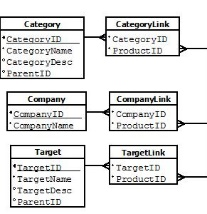 Category
CategoryID
CategoryName
CategoryDesc
ParentID
CategoryLink
CategoryID
ProductID
Company
CompanyID
CompanyName
CompanyLink
CompanyID
ProductID
Target
TargetID
TargetName
TargetDesc
ParentID
TargetLink
TargetID
ProductID